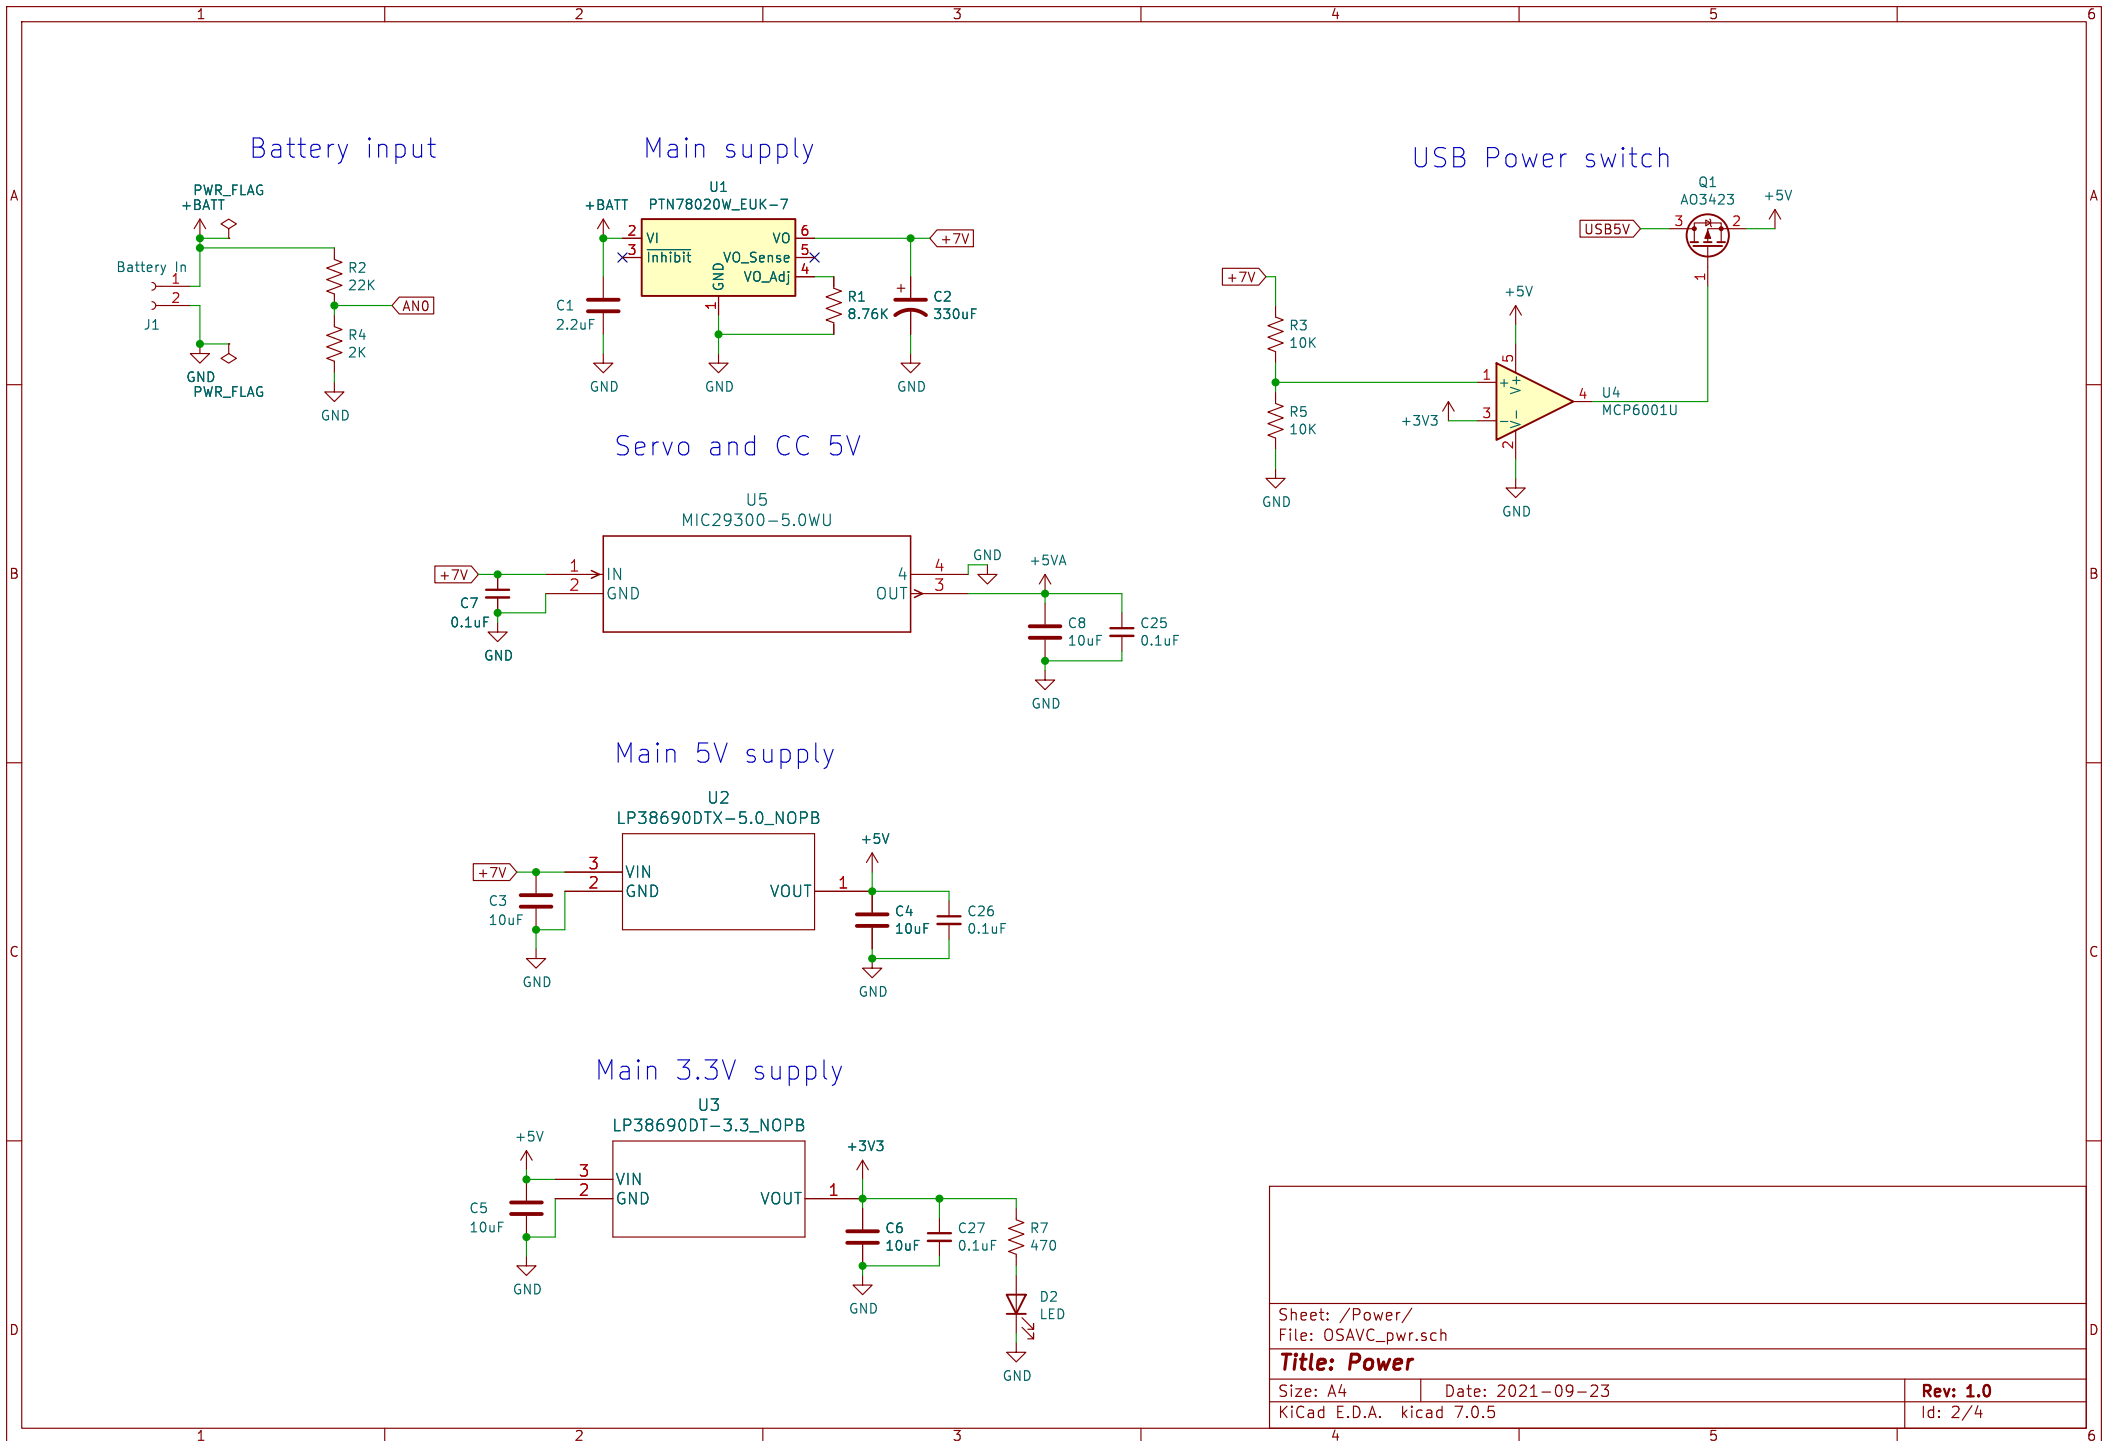 1 2 3 4 5 6
A
A
B
B
C
C
D
D
1 2 3 4 5 6
Battery input
PWR_FLAG
+BATT
Battery In
1
2
J1
GND
PWR_FLAG
R2
22K
AN0
R4
2K
GND
Main supply
U1
PTN78020W_EUK-7
+BATT
2
VI
3
Inhibit
GND
1
VO
6
VO_Sense
5
VO_Adj
4
+7V
C1
2.2uF
R1
8.76K
+
C2
330uF
GND
GND
GND
USB Power switch
Q1
AO3423
USB5V
3
2
1
+5V
+7V
R3
10K
R5
10K
GND
+5V
5
1
+
V+
3
-
V-
2
4
+3V3
U4
MCP6001U
GND
Servo and CC 5V
U5
MIC29300-5.0WU
+7V
1
IN
2
GND
4
4
OUT
3
GND
+5VA
C7
0.1uF
GND
C8
10uF
C25
0.1uF
GND
Main 5V supply
U2
LP38690DTX-5.0_NOPB
+7V
3
VIN
2
GND
VOUT
1
+5V
C3
10uF
GND
C4
10uF
C26
0.1uF
GND
Main 3.3V supply
U3
LP38690DT-3.3_NOPB
+5V
3
VIN
2
GND
VOUT
1
+3V3
C5
10uF
GND
C6
10uF
C27
0.1uF
GND
R7
470
D2
LED
GND
Sheet: /Power/
File: OSAVC_pwr.sch
Title: Power
Size: A4 Date: 2021-09-23 Rev: 1.0
KiCad E.D.A. kicad 7.0.5 Id: 2/4